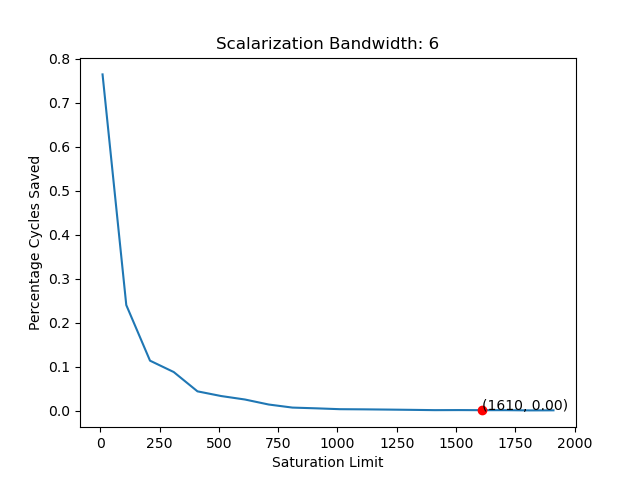 Scalarization Bandwidth: 6
Percentage Cycles Saved
0.8
0.7
0.6
0.5
0.4
0.3
0.2
0.1
0.0
(1610, 0.00)
0 250 500 750 1000 1250 1500 1750 2000
Saturation Limit